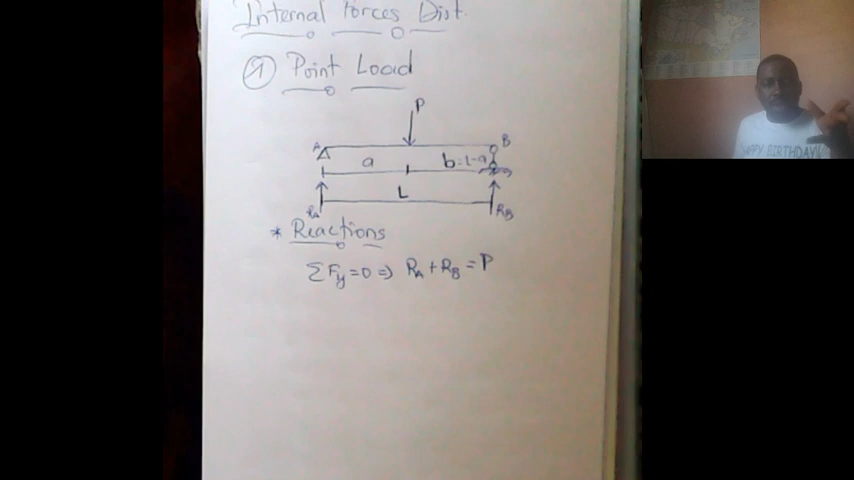 Internal Forces Dist.
1 Point Load
P
A B
a b=L-a
L
RA RB
* Reactions
ΣFy=0 => RA+RB=P
HAPPY BIRTHDAY